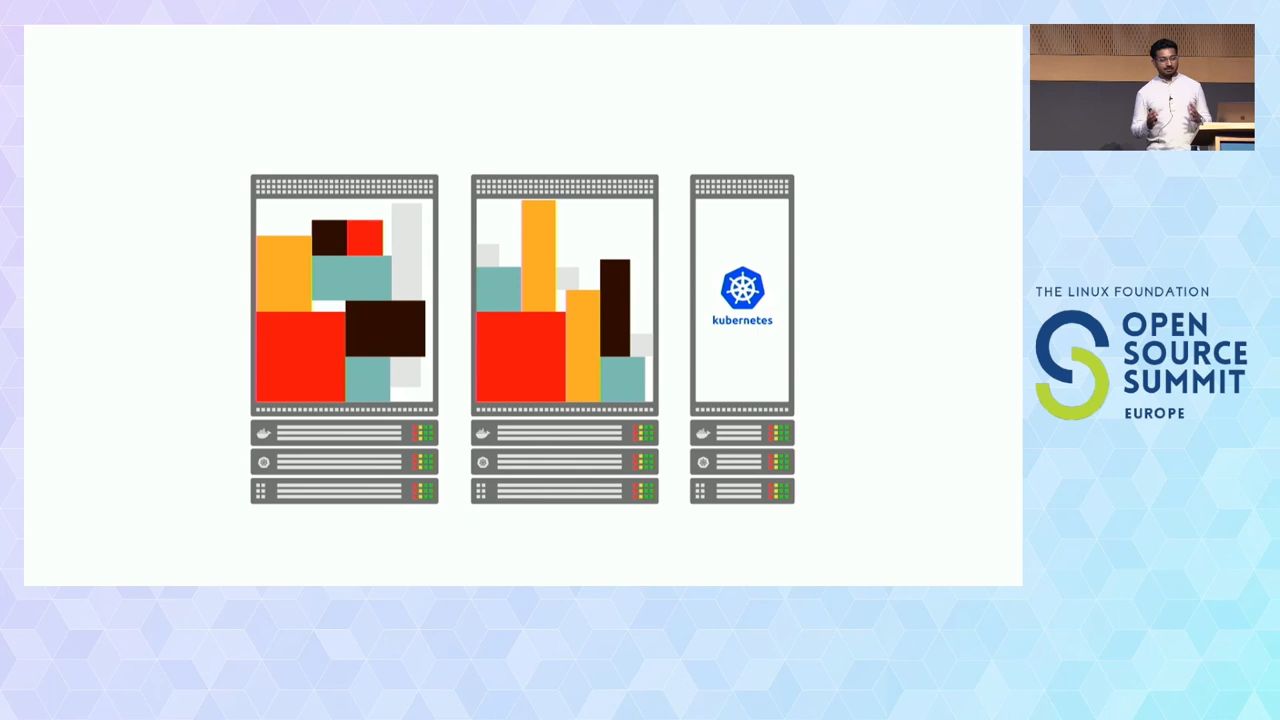 kubernetes
THE LINUX FOUNDATION
OPEN
SOURCE
SUMMIT
EUROPE